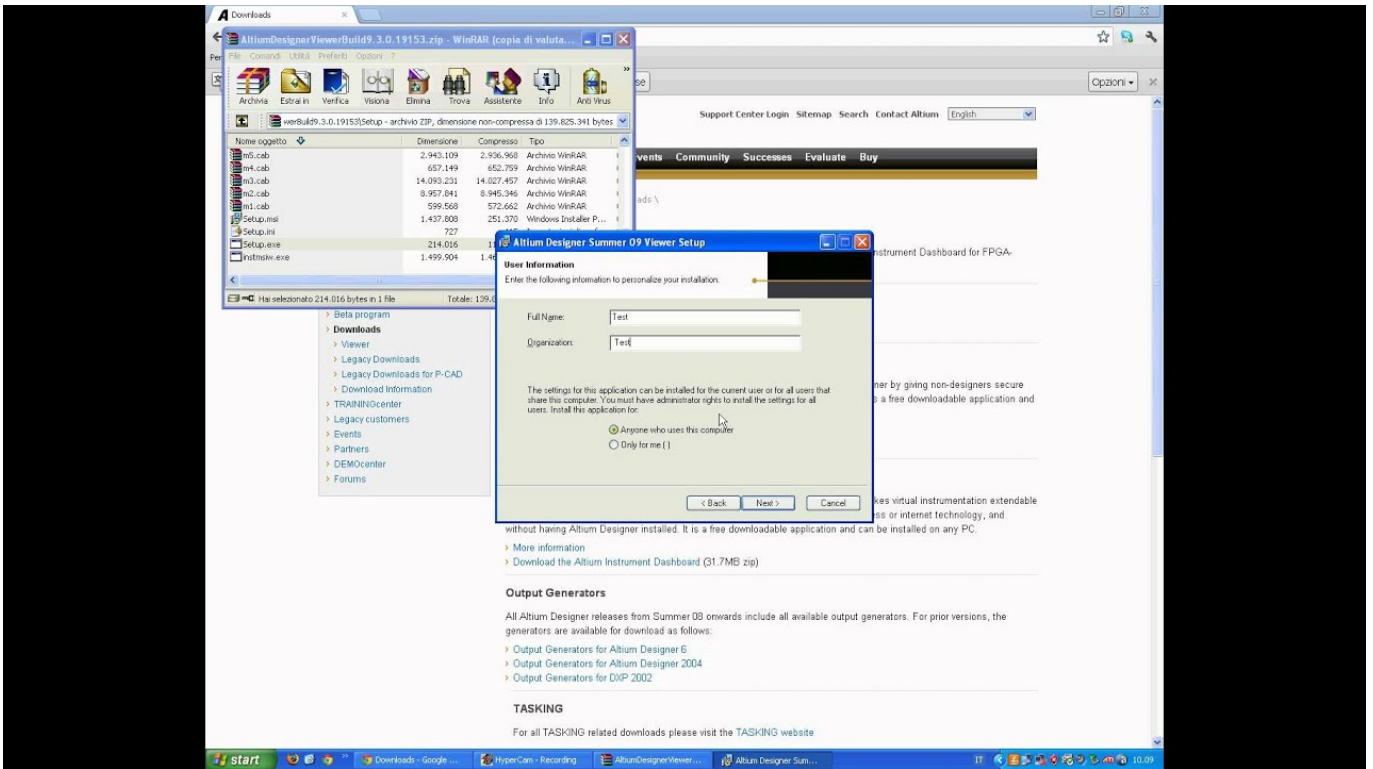 Downloads
AltiumDesignerViewerBuild9.3.0.19153.zip - WinRAR (copia di valuta...
File Comandi Utilità Preferiti Opzioni ?
Archivia Estrai in Verifica Visiona Elimina Trova Assistente Info Anti Virus
Opzioni
werBuild9.3.0.19153\Setup - archivio ZIP, dimensione non-compressa di 139.825.341 bytes
Support Center Login Sitemap Search Contact Altium English
Nome oggetto Dimensione Compresso Tipo
m5.cab 2.943.109 2.936.968 Archivio WinRAR
m4.cab 657.149 652.759 Archivio WinRAR
m3.cab 14.093.231 14.027.457 Archivio WinRAR
m2.cab 8.957.841 8.945.346 Archivio WinRAR
m1.cab 599.568 572.662 Archivio WinRAR
Setup.msi 1.437.808 251.370 Windows Installer P...
Setup.ini 727
Setup.exe 214.016
instmsiw.exe 1.499.904
vents Community Successes Evaluate Buy
ads \
Hai selezionato 214.016 bytes in 1 file Totale: 139.8
Altium Designer Summer 09 Viewer Setup
User Information
Enter the following information to personalize your installation.
Full Name: Test
Organization: Test
The settings for this application can be installed for the current user or for all users that
share this computer. You must have administrator rights to install the settings for all
users. Install this application for:
Anyone who uses this computer
Only for me ( )
< Back Next > Cancel
nstrument Dashboard for FPGA-
ner by giving non-designers secure
s a free downloadable application and
Beta program
Downloads
Viewer
Legacy Downloads
Legacy Downloads for P-CAD
Download Information
TRAININGcenter
Legacy customers
Events
Partners
DEMOcenter
Forums
kes virtual instrumentation extendable
ess or internet technology, and
without having Altium Designer installed. It is a free downloadable application and can be installed on any PC.
More information
Download the Altium Instrument Dashboard (31.7MB zip)
Output Generators
All Altium Designer releases from Summer 08 onwards include all available output generators. For prior versions, the
generators are available for download as follows:
Output Generators for Altium Designer 6
Output Generators for Altium Designer 2004
Output Generators for DXP 2002
TASKING
For all TASKING related downloads please visit the TASKING website
start Downloads - Google ... HyperCam - Recording AltiumDesignerViewer... Altium Designer Sum... IT 10.09